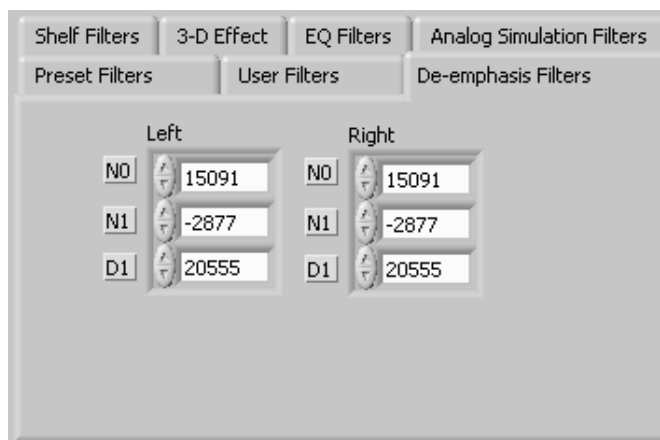 Shelf Filters 3-D Effect EQ Filters Analog Simulation Filters
Preset Filters User Filters De-emphasis Filters
Left Right
N0 15091 N0 15091
N1 -2877 N1 -2877
D1 20555 D1 20555